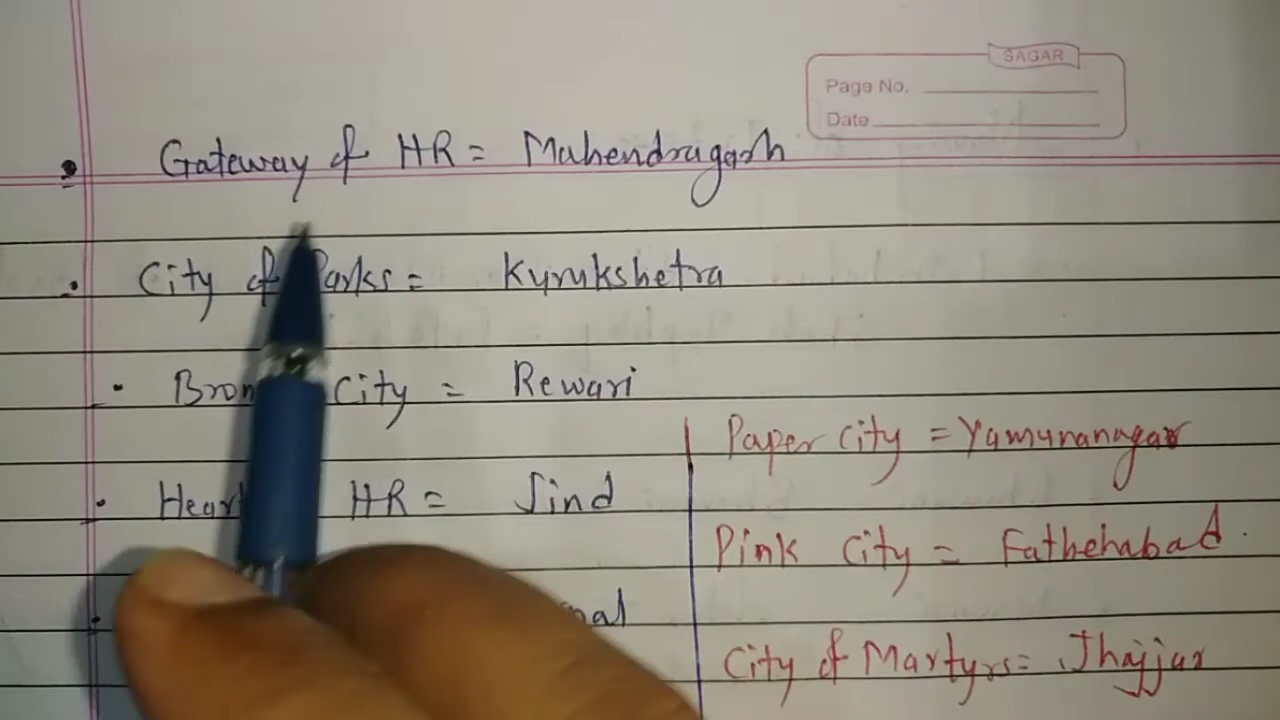 SAGAR
Page No.
Date
Gateway of HR = Mahendragarh
City of Parks = Kurukshetra
City = Rewari
HR = Jind
Paper City = Yamunanagar
Pink City = Fathehabad
City of Martyrs = Jhajjar